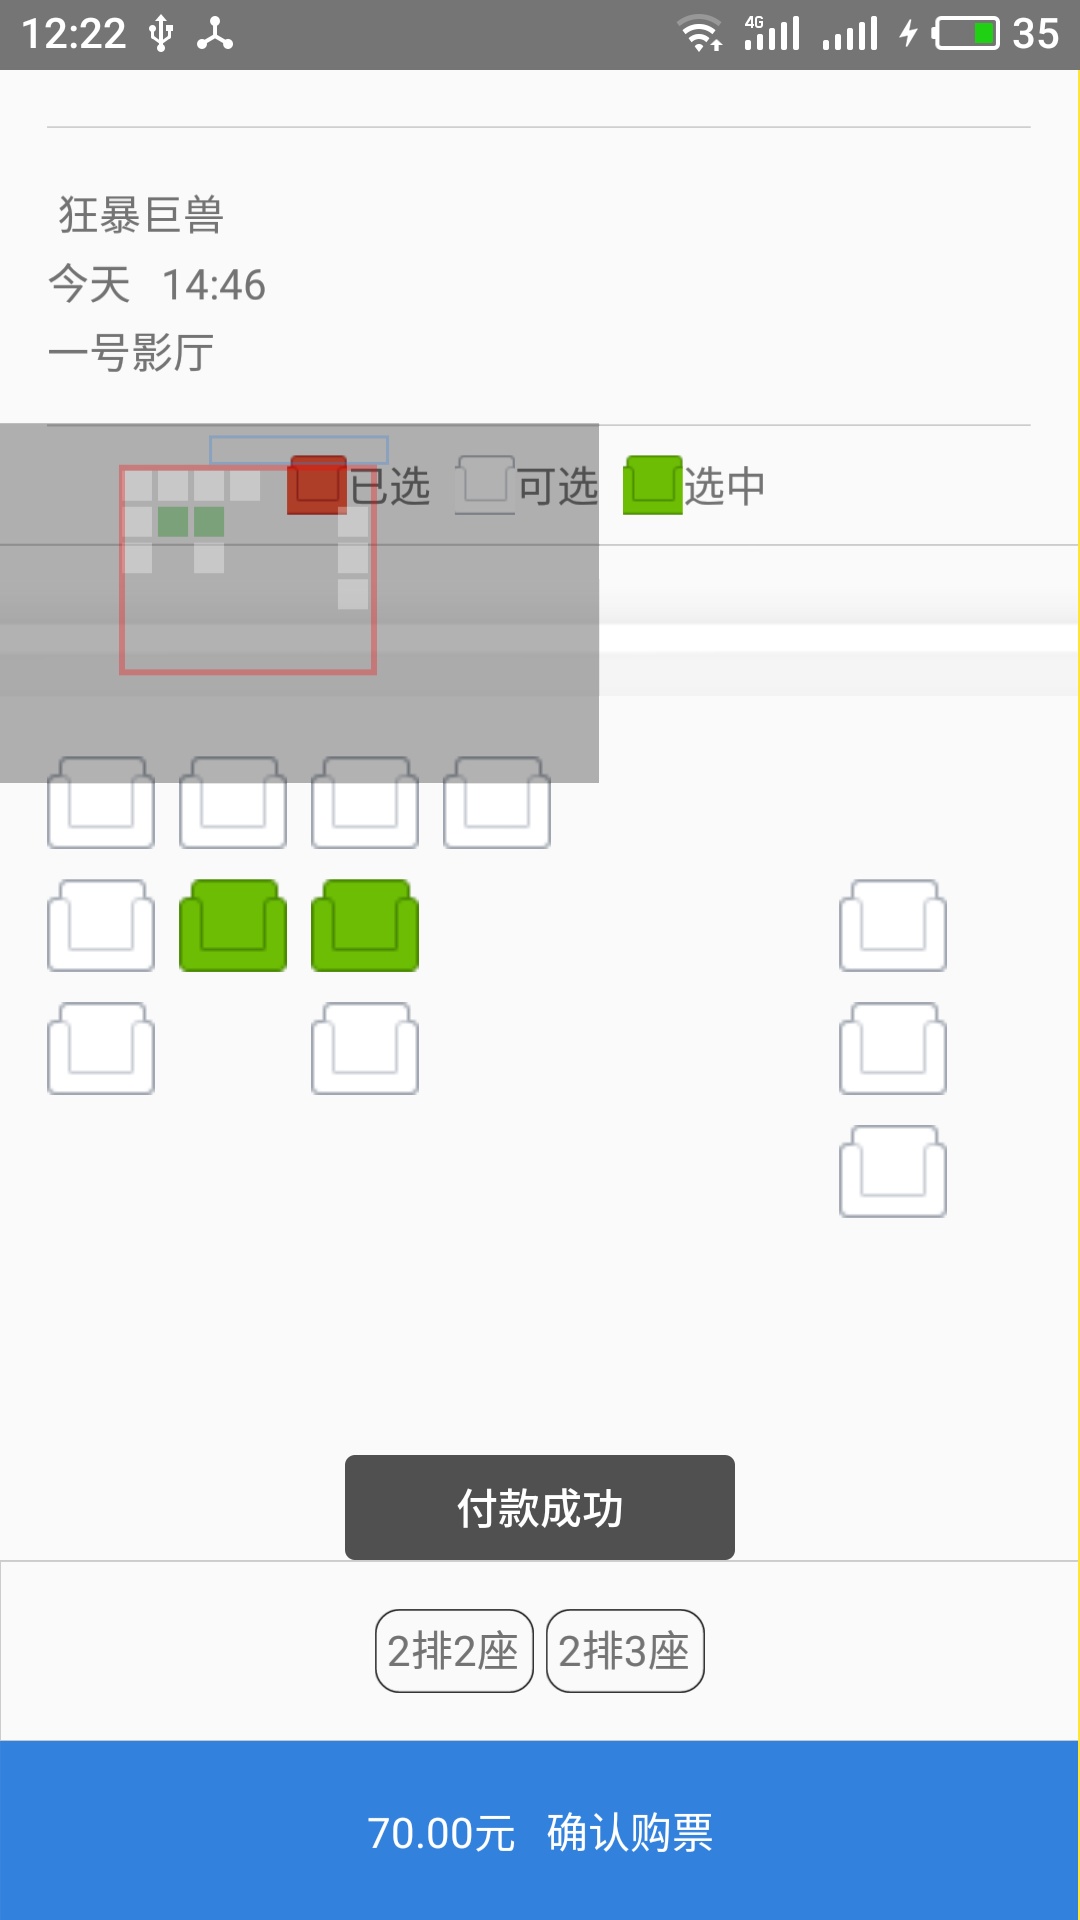 12:22 4G 35
狂暴巨兽
今天 14:46
一号影厅
已选 可选 选中
付款成功
2排2座 2排3座
70.00元 确认购票